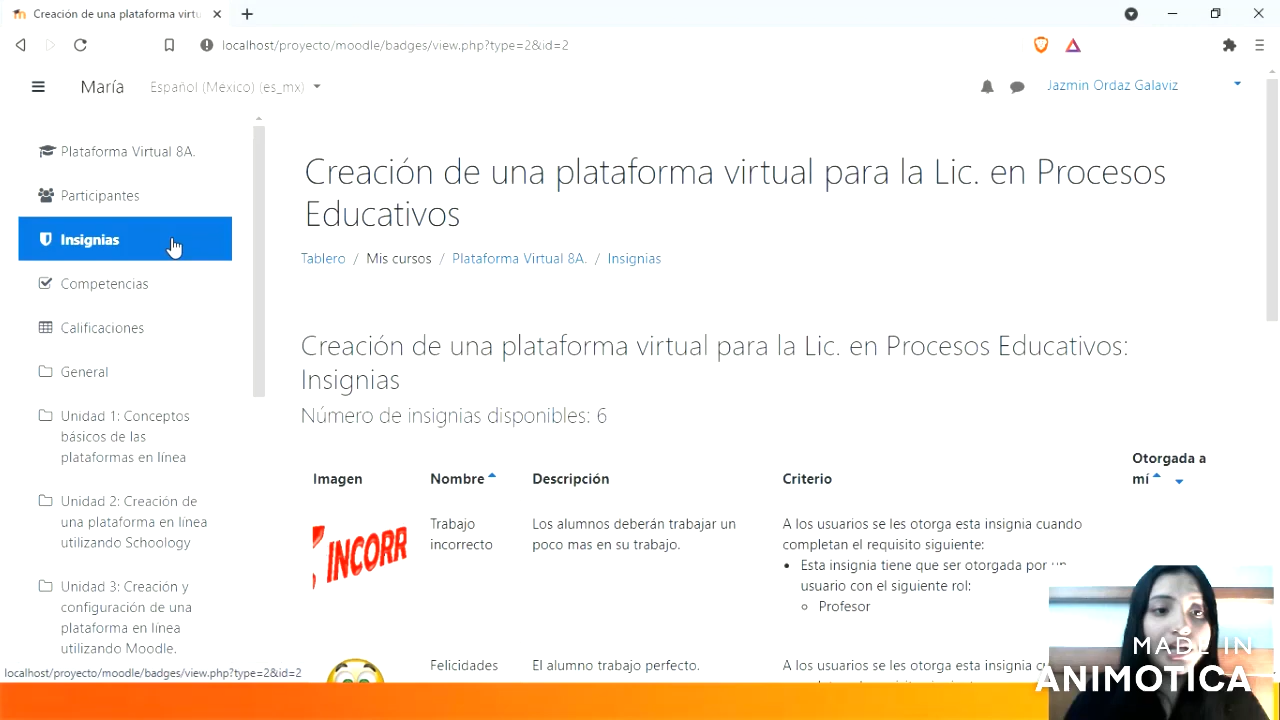 Creación de una plataforma virtu
localhost/proyecto/moodle/badges/view.php?type=2&id=2
María
Español (Mexico) (es_mx)
Jazmin Ordaz Galaviz
Plataforma Virtual 8A.
Participantes
Insignias
Competencias
Calificaciones
General
Unidad 1: Conceptos
básicos de las
plataformas en línea
Unidad 2: Creación de
una plataforma en línea
utilizando Schoology
Unidad 3: Creación y
configuración de una
plataforma en línea
utilizando Moodle.
localhost/proyecto/moodle/badges/view.php?type=2&id=2
Creación de una plataforma virtual para la Lic. en Procesos
Educativos
Tablero / Mis cursos / Plataforma Virtual 8A. / Insignias
Creación de una plataforma virtual para la Lic. en Procesos Educativos:
Insignias
Número de insignias disponibles: 6
Imagen Nombre Descripción Criterio Otorgada a
mí
INCORR
Trabajo
incorrecto
Los alumnos deberán trabajar un
poco mas en su trabajo.
A los usuarios se les otorga esta insignia cuando
completan el requisito siguiente:
• Esta insignia tiene que ser otorgada por un
usuario con el siguiente rol:
○ Profesor
Felicidades
El alumno trabajo perfecto.
A los usuarios se les otorga esta insignia
MADE IN
ANIMOTICA